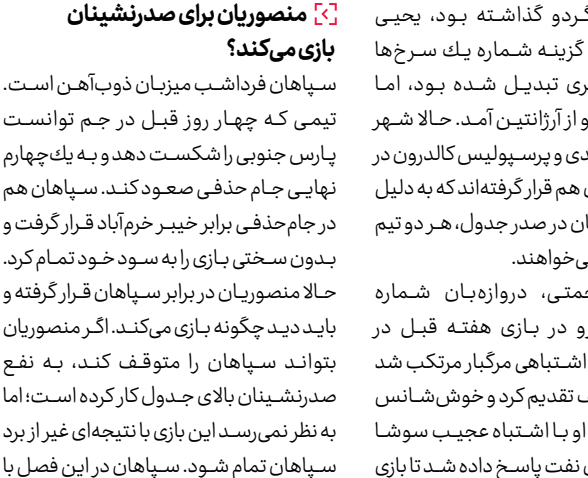 گردو گذاشته بود، یحیی
گزینه شماره یك سرخ‌ها
ری تبدیل شده بود، اما
و از آرژانتین آمد. حالا شهر
دی و پرسپولیس کالدرون در
هم قرار گرفته‌اند که به دلیل
ان در صدر جدول، هر دو تیم
ی‌خواهند.
حمتی، دروازه‌بان شماره
رو در بازی هفته قبل در
اشتباهی مرگبار مرتکب شد
تقدیم کرد و خوش‌شانس
او با اشتباه عجیب سوشا
نفت پاسخ داده شد تا بازی
منصوریان برای صدرنشینان
بازی می‌کند؟
سپاهان فرداشب میزبان ذوب‌آهن است.
تیمی که چهار روز قبل در جم توانست
پارس جنوبی را شکست دهد و به یك‌چهارم
نهایی جام حذفی صعود کند. سپاهان هم
در جام‌حذفی برابر خیبر خرم‌آباد قرار گرفت و
بدون سختی بازی را به سود خود تمام کرد.
حالا منصوریان در برابر سپاهان قرار گرفته و
باید دید چگونه بازی می‌کند. اگر منصوریان
بتواند سپاهان را متوقف کند، به نفع
صدرنشینان بالای جدول کار کرده است؛ اما
به نظر نمی‌رسد این بازی با نتیجه‌ای غیر از برد
سپاهان تمام شود. سپاهان در این فصل با